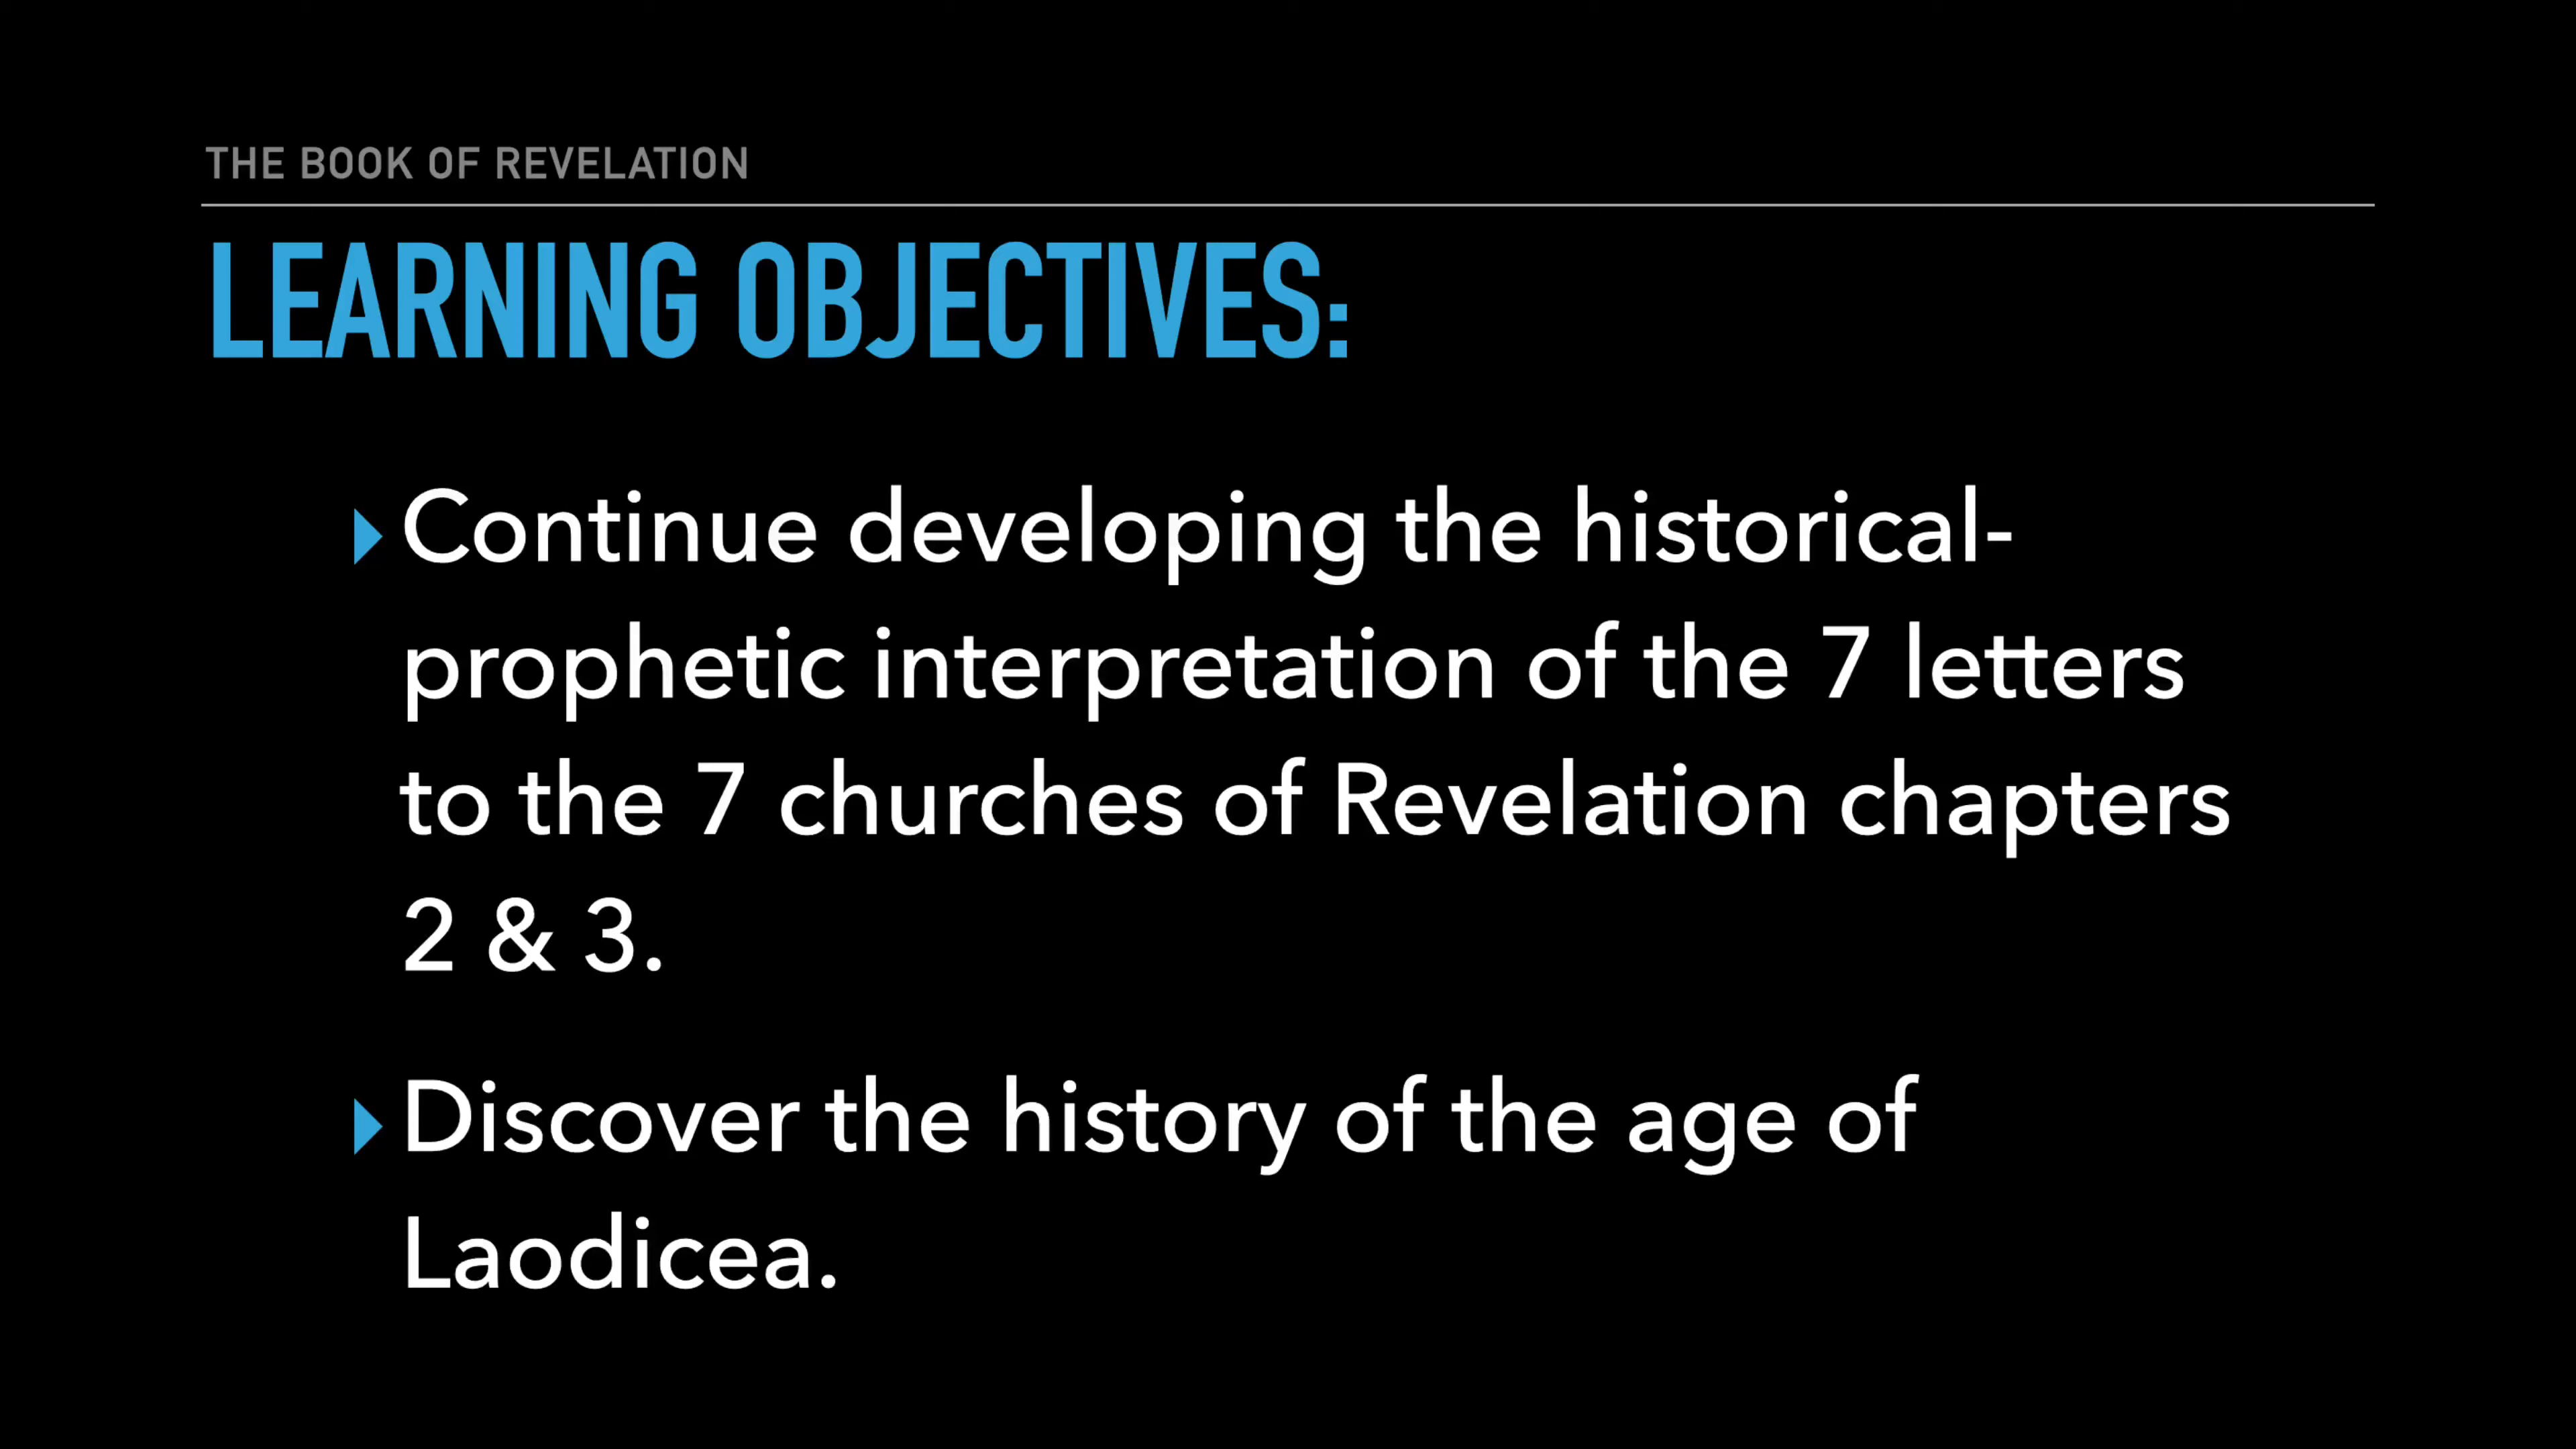 THE BOOK OF REVELATION
LEARNING OBJECTIVES:
Continue developing the historical-
prophetic interpretation of the 7 letters
to the 7 churches of Revelation chapters
2 & 3.
Discover the history of the age of
Laodicea.